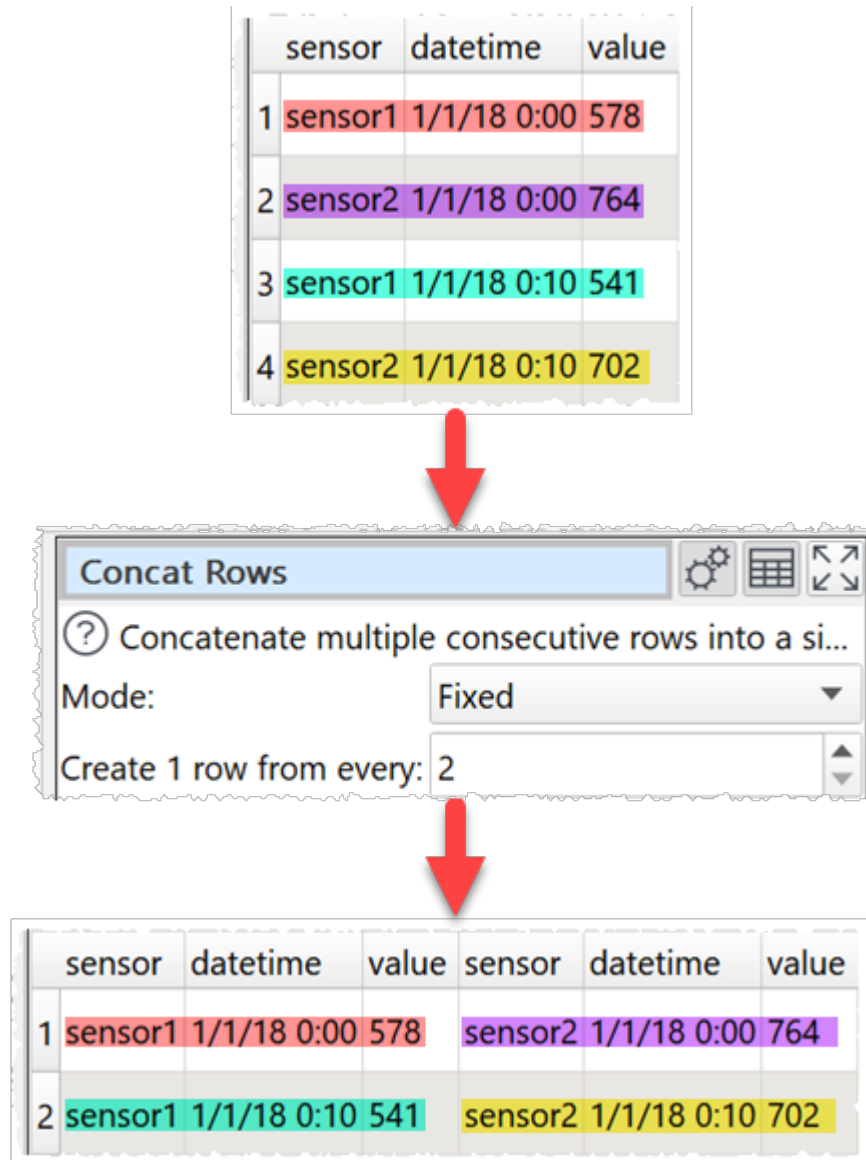 sensor datetime value
1 sensor1 1/1/18 0:00 578
2 sensor2 1/1/18 0:00 764
3 sensor1 1/1/18 0:10 541
4 sensor2 1/1/18 0:10 702
Concat Rows
? Concatenate multiple consecutive rows into a si...
Mode: Fixed
Create 1 row from every: 2
sensor datetime value sensor datetime value
1 sensor1 1/1/18 0:00 578 sensor2 1/1/18 0:00 764
2 sensor1 1/1/18 0:10 541 sensor2 1/1/18 0:10 702